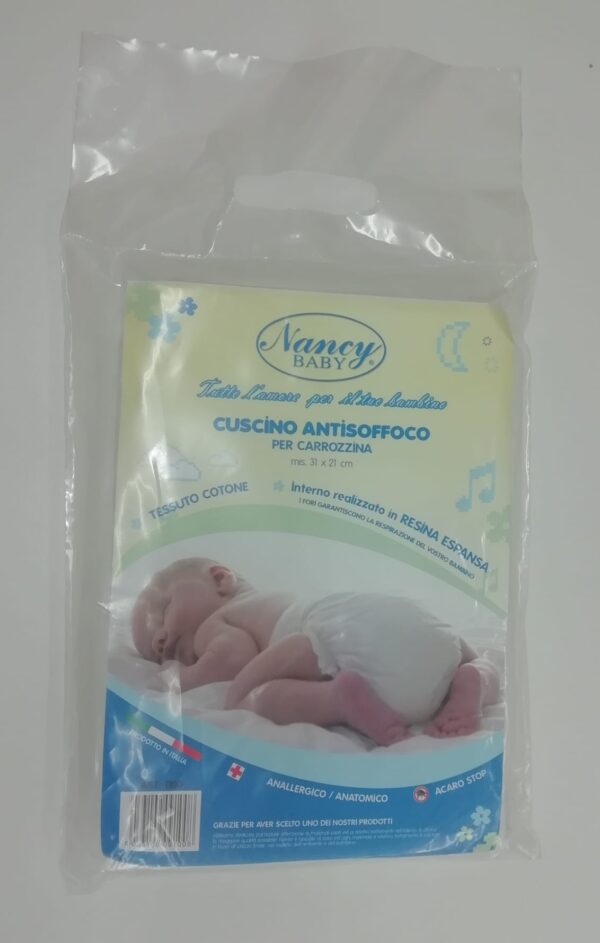 Nancy
BABY®
Tutto l'amore per il tuo bambino
CUSCINO ANTISOFFOCO
PER CARROZZINA
mis. 31 x 21 cm
TESSUTO COTONE
Interno realizzato in RESINA ESPANSA
I FORI GARANTISCONO LA RESPIRAZIONE DEL VOSTRO BAMBINO
PRODOTTO IN ITALIA
ANALLERGICO / ANATOMICO
ACARO STOP
GRAZIE PER AVER SCELTO UNO DEI NOSTRI PRODOTTI